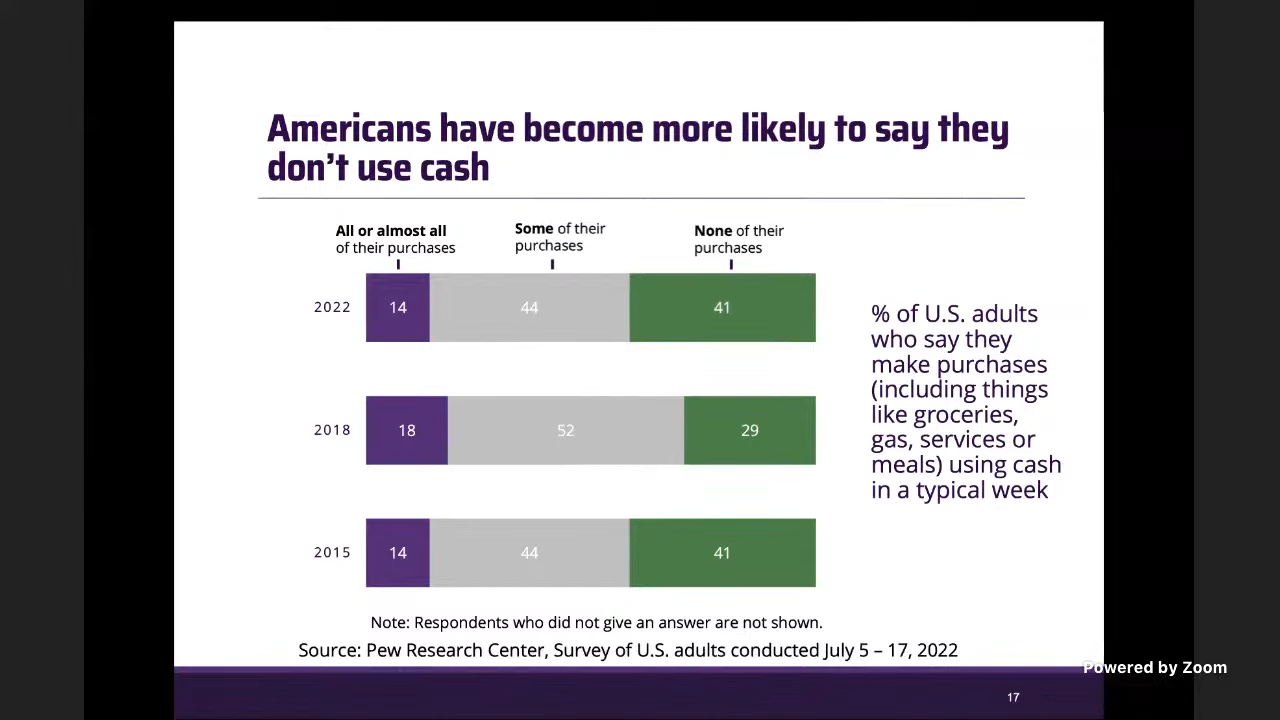 Americans have become more likely to say they
don’t use cash
All or almost all
of their purchases
Some of their
purchases
None of their
purchases
2022
14
44
41
2018
18
52
29
2015
14
44
41
% of U.S. adults
who say they
make purchases
(including things
like groceries,
gas, services or
meals) using cash
in a typical week
Note: Respondents who did not give an answer are not shown.
Source: Pew Research Center, Survey of U.S. adults conducted July 5 – 17, 2022
Powered by Zoom
17